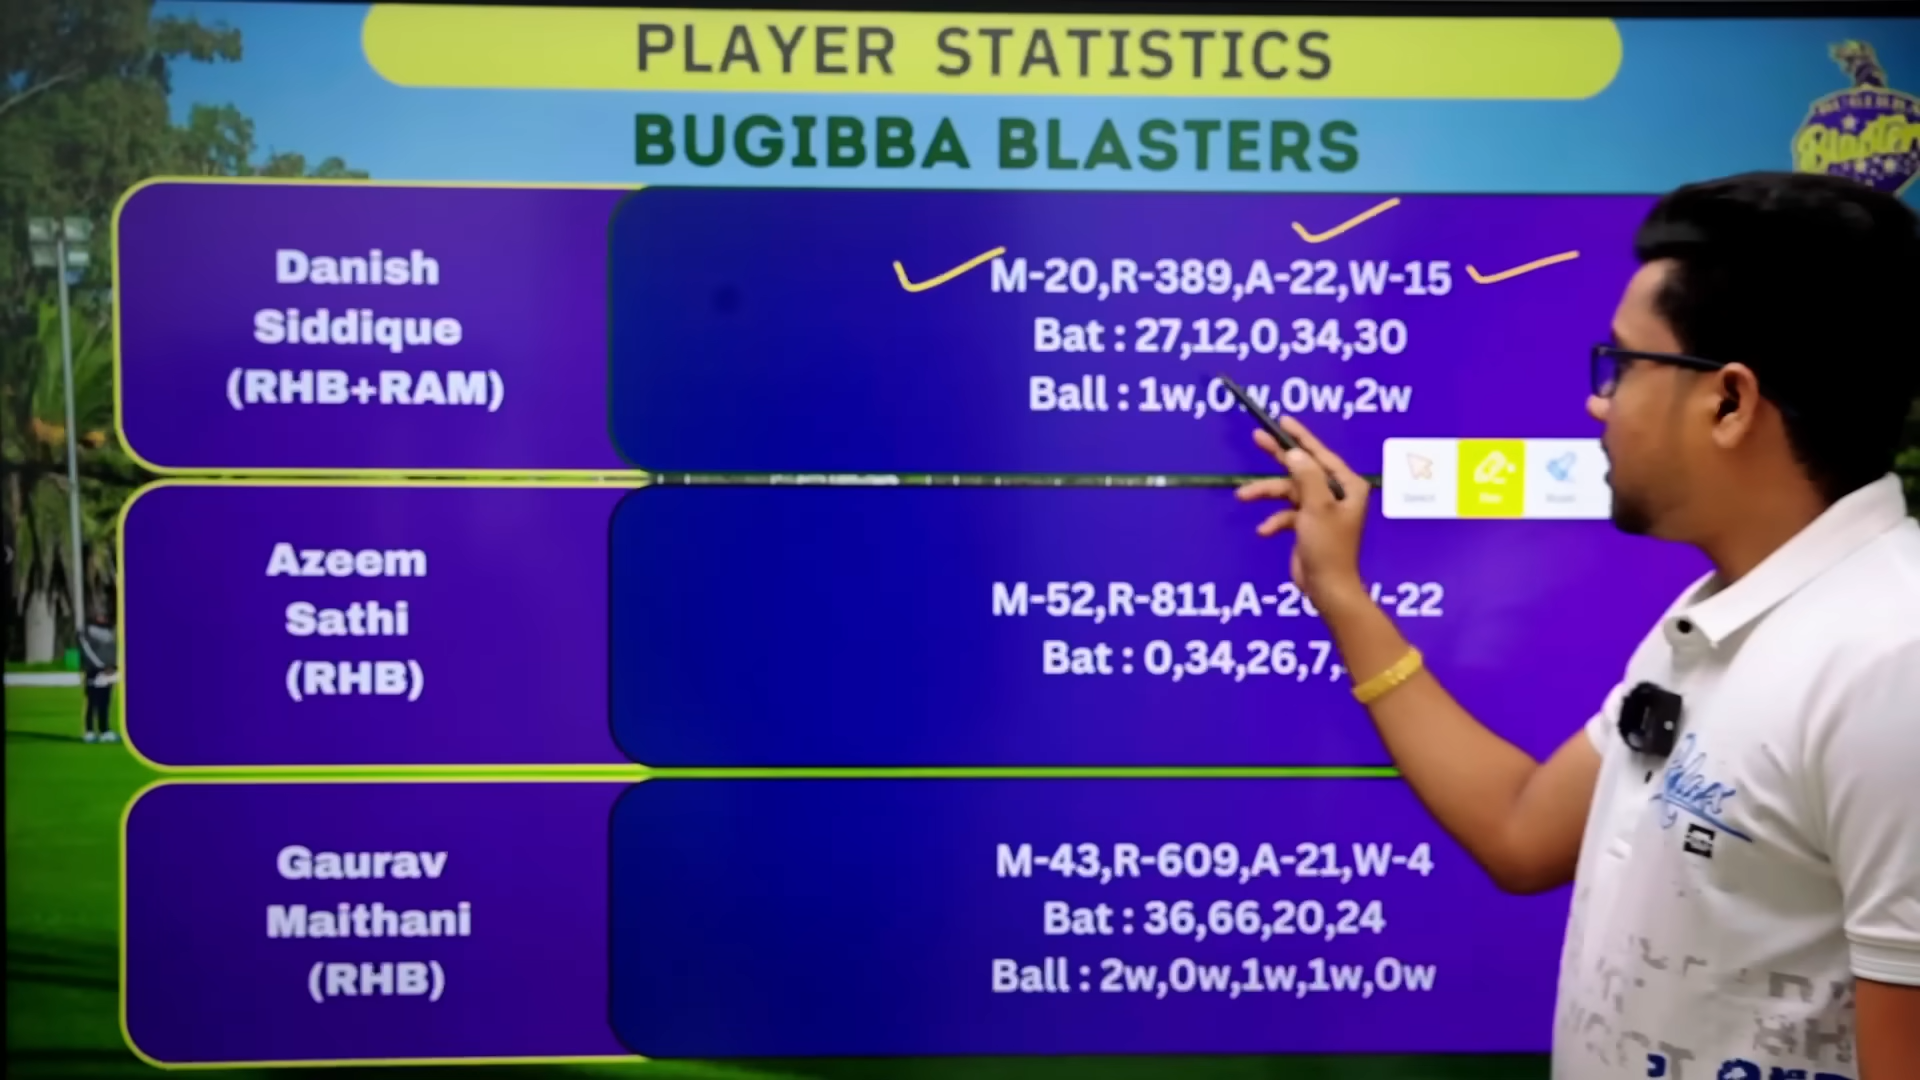 PLAYER STATISTICS
BUGIBBA BLASTERS
Blasters
Danish
Siddique
(RHB+RAM)
M-20,R-389,A-22,W-15
Bat : 27,12,0,34,30
Ball : 1w,0w,0w,2w
Azeem
Sathi
(RHB)
M-52,R-811,
-22
Bat : 0,34,26,7,
Gaurav
Maithani
(RHB)
M-43,R-609,A-21,W-4
Bat : 36,66,20,24
Ball : 2w,0w,1w,1w,0w